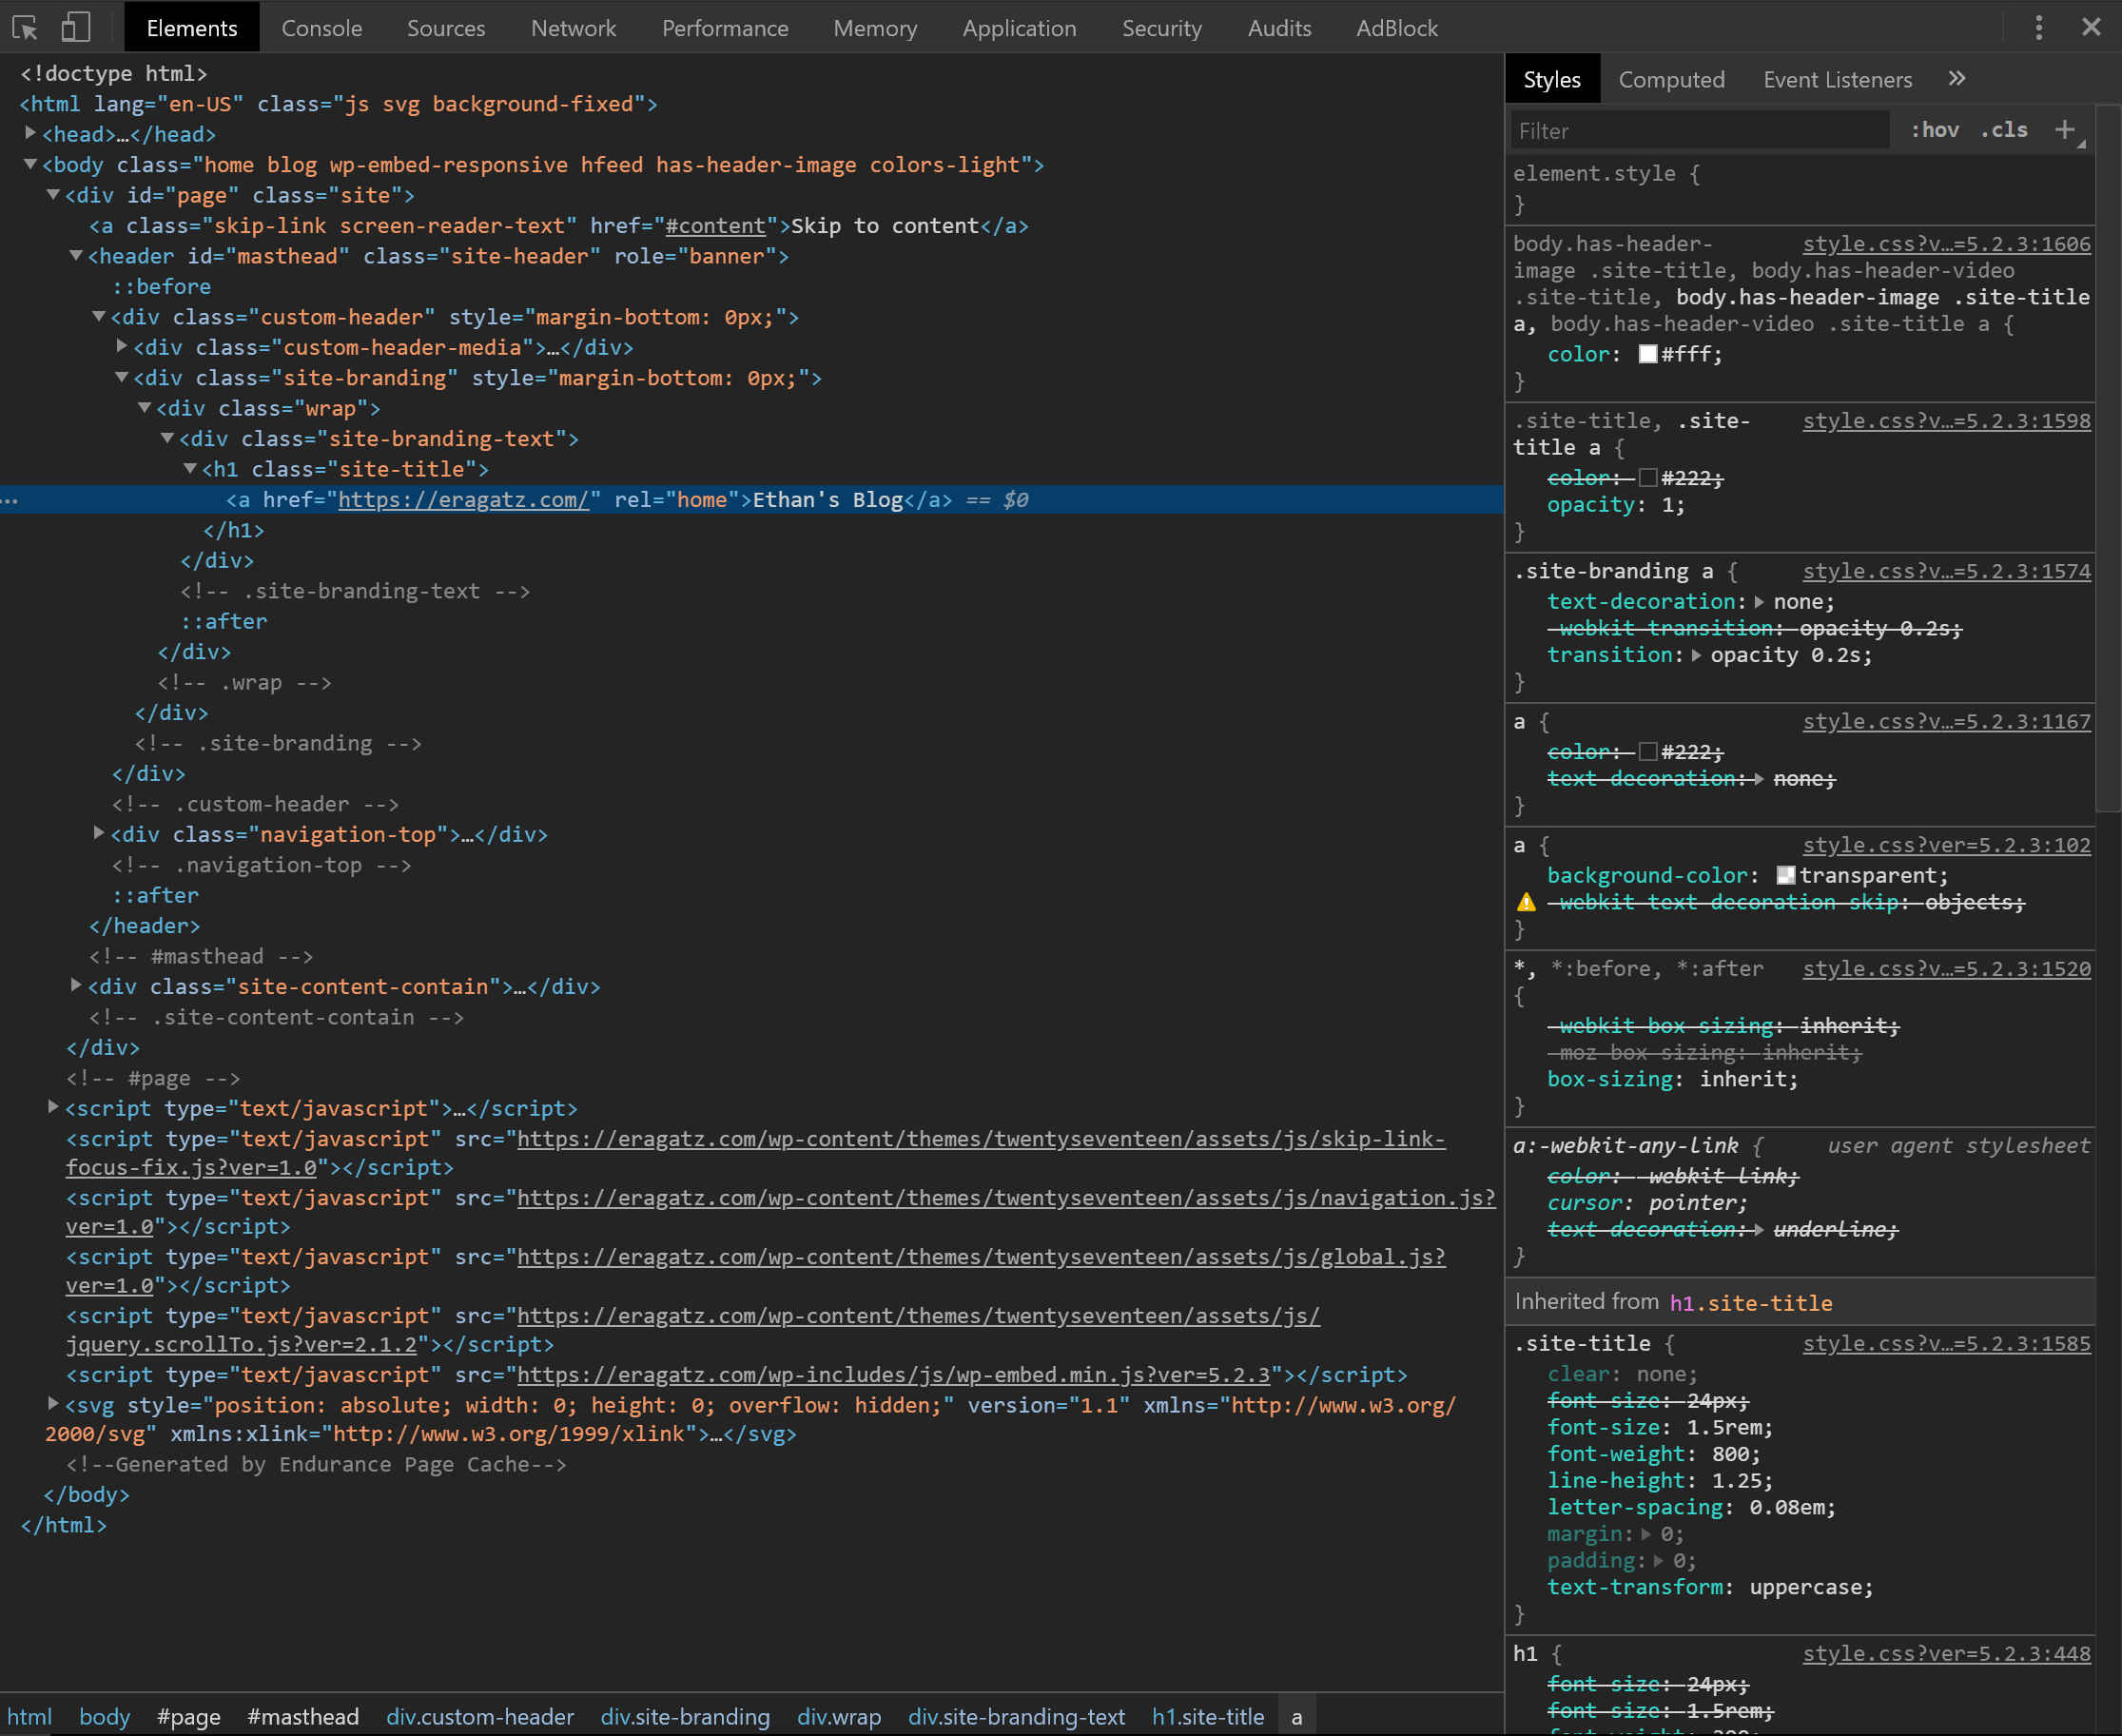 Elements Console Sources Network Performance Memory Application Security Audits AdBlock
<!doctype html>
<html lang="en-US" class="js svg background-fixed">
<head>…</head>
<body class="home blog wp-embed-responsive hfeed has-header-image colors-light">
<div id="page" class="site">
<a class="skip-link screen-reader-text" href="#content">Skip to content</a>
<header id="masthead" class="site-header" role="banner">
::before
<div class="custom-header" style="margin-bottom: 0px;">
<div class="custom-header-media">…</div>
<div class="site-branding" style="margin-bottom: 0px;">
<div class="wrap">
<div class="site-branding-text">
<h1 class="site-title">
<a href="https://eragatz.com/" rel="home">Ethan's Blog</a> == $0
</h1>
</div>
<!-- .site-branding-text -->
::after
</div>
<!-- .wrap -->
</div>
<!-- .site-branding -->
</div>
<!-- .custom-header -->
<div class="navigation-top">…</div>
<!-- .navigation-top -->
::after
</header>
<!-- #masthead -->
<div class="site-content-contain">…</div>
<!-- .site-content-contain -->
</div>
<!-- #page -->
<script type="text/javascript">…</script>
<script type="text/javascript" src="https://eragatz.com/wp-content/themes/twentyseventeen/assets/js/skip-link-
focus-fix.js?ver=1.0"></script>
<script type="text/javascript" src="https://eragatz.com/wp-content/themes/twentyseventeen/assets/js/navigation.js?
ver=1.0"></script>
<script type="text/javascript" src="https://eragatz.com/wp-content/themes/twentyseventeen/assets/js/global.js?
ver=1.0"></script>
<script type="text/javascript" src="https://eragatz.com/wp-content/themes/twentyseventeen/assets/js/
jquery.scrollTo.js?ver=2.1.2"></script>
<script type="text/javascript" src="https://eragatz.com/wp-includes/js/wp-embed.min.js?ver=5.2.3"></script>
<svg style="position: absolute; width: 0; height: 0; overflow: hidden;" version="1.1" xmlns="http://www.w3.org/
2000/svg" xmlns:xlink="http://www.w3.org/1999/xlink">…</svg>
<!--Generated by Endurance Page Cache-->
</body>
</html>
html body #page #masthead div.custom-header div.site-branding div.wrap div.site-branding-text h1.site-title a
Styles Computed Event Listeners »
Filter :hov .cls +
element.style {
}
body.has-header- style.css?v…=5.2.3:1606
image .site-title, body.has-header-video
.site-title, body.has-header-image .site-title
a, body.has-header-video .site-title a {
color: #fff;
}
.site-title, .site- style.css?v…=5.2.3:1598
title a {
color: #222;
opacity: 1;
}
.site-branding a { style.css?v…=5.2.3:1574
text-decoration: none;
-webkit-transition: opacity 0.2s;
transition: opacity 0.2s;
}
a { style.css?v…=5.2.3:1167
color: #222;
text-decoration: none;
}
a { style.css?ver=5.2.3:102
background-color: transparent;
-webkit-text-decoration-skip: objects;
}
*, *:before, *:after style.css?v…=5.2.3:1520
{
-webkit-box-sizing: inherit;
-moz-box-sizing: inherit;
box-sizing: inherit;
}
a:-webkit-any-link { user agent stylesheet
color: -webkit-link;
cursor: pointer;
text-decoration: underline;
}
Inherited from h1.site-title
.site-title { style.css?v…=5.2.3:1585
clear: none;
font-size: 24px;
font-size: 1.5rem;
font-weight: 800;
line-height: 1.25;
letter-spacing: 0.08em;
margin: 0;
padding: 0;
text-transform: uppercase;
}
h1 { style.css?ver=5.2.3:448
font-size: 24px;
font-size: 1.5rem;